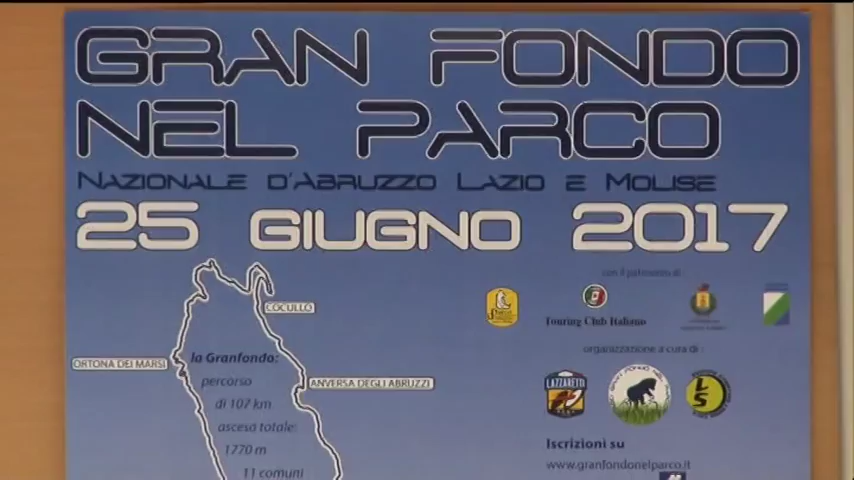 GRAN FONDO
NEL PARCO
NAZIONALE D'ABRUZZO LAZIO E MOLISE
25 GIUGNO 2017
con il patrocinio di :
COCULLO
Touring Club Italiano
organizzazione a cura di :
la Granfondo:
ORTONA DEI MARSI
percorso
ANVERSA DEGLI ABRUZZI
LAZZARETTI
LS
di 107 km
asceso totale:
Iscrizioni su
1770 m
www.granfondonelparco.it
11 comuni